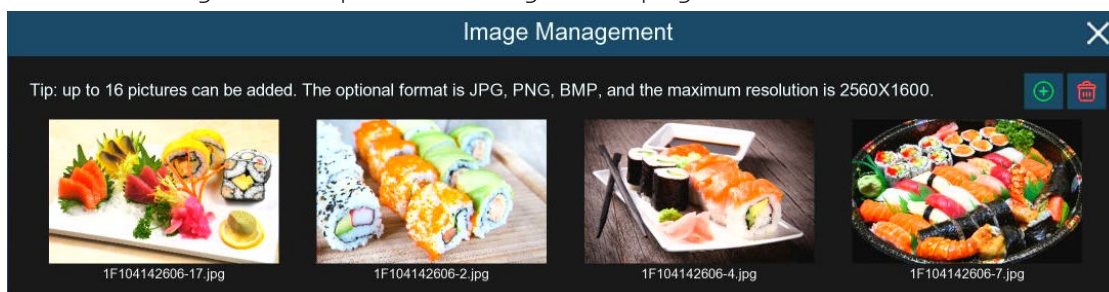 Image Management
Tip: up to 16 pictures can be added. The optional format is JPG, PNG, BMP, and the maximum resolution is 2560X1600.
1F104142606-17.jpg
1F104142606-2.jpg
1F104142606-4.jpg
1F104142606-7.jpg